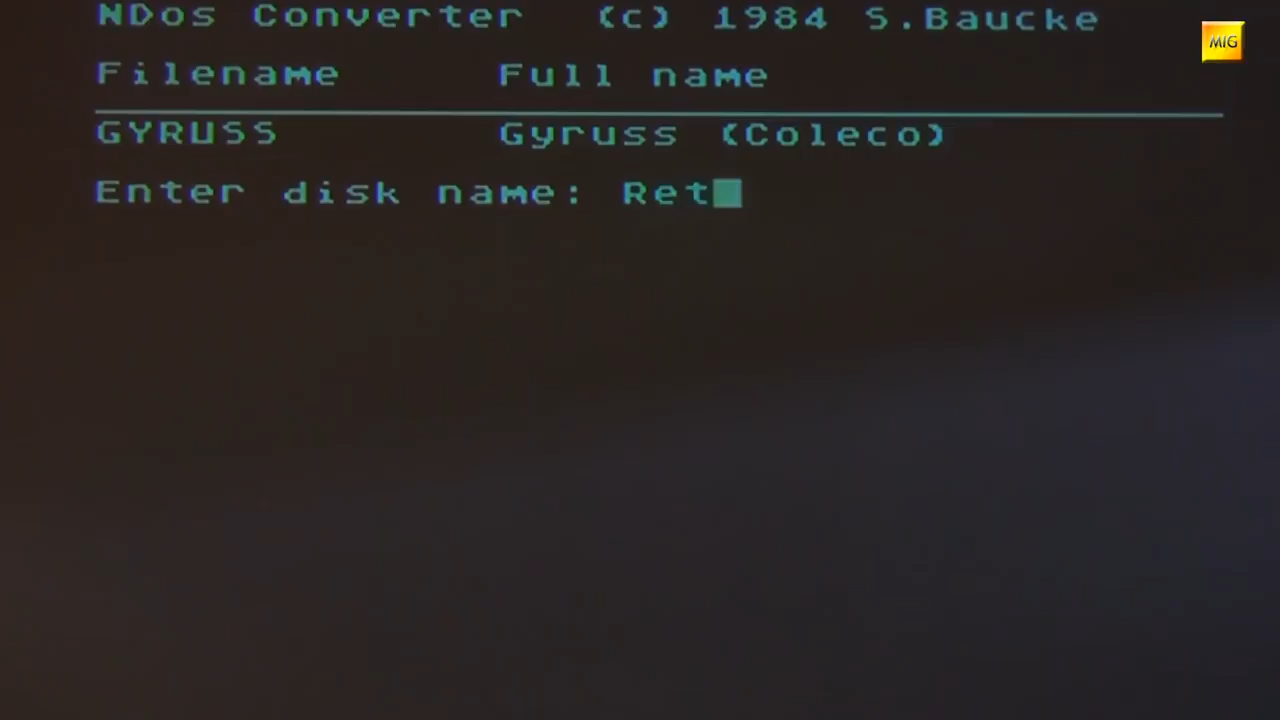 NDos Converter (c) 1984 S.Baucke
Filename Full name
GYRUSS Gyruss (Coleco)
Enter disk name: Ret
MIG